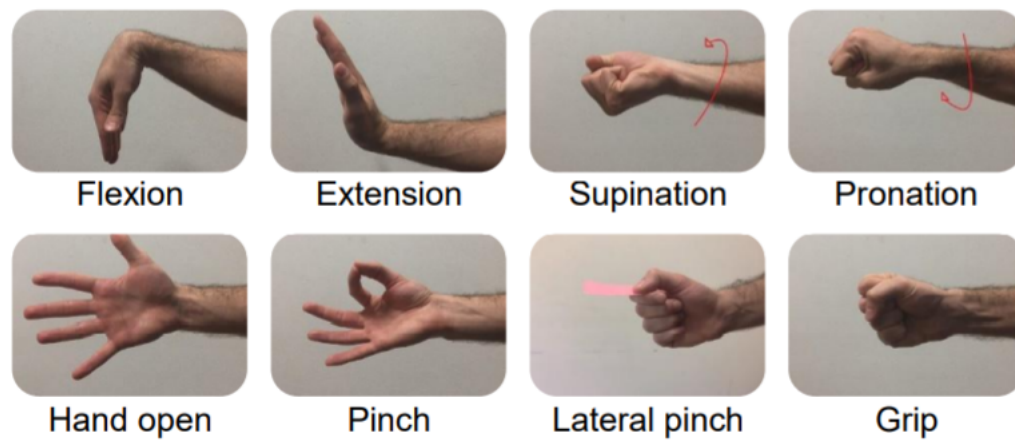 Flexion
Extension
Supination
Pronation
Hand open
Pinch
Lateral pinch
Grip